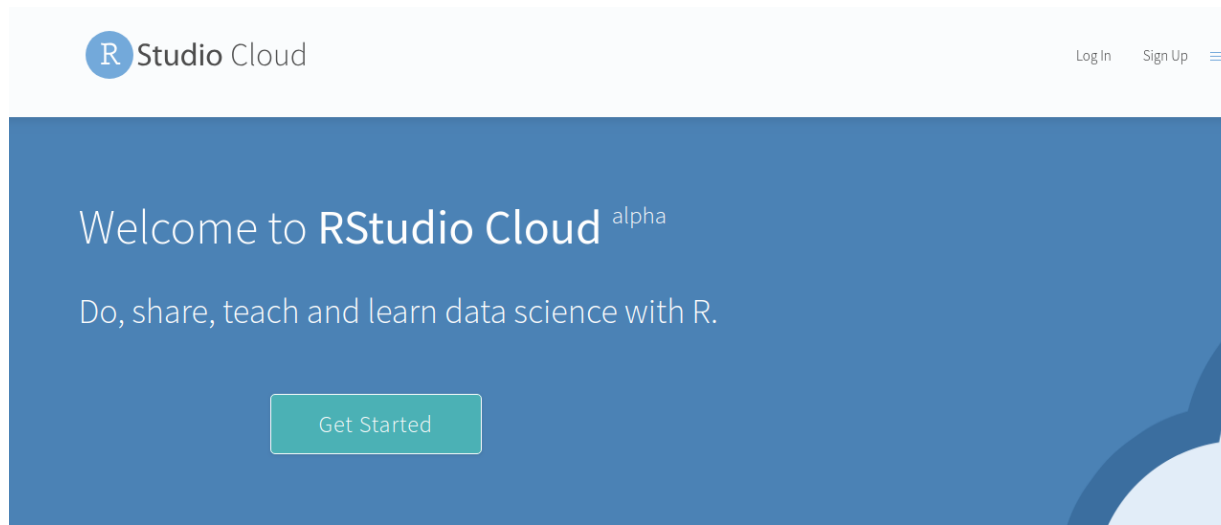 R Studio Cloud
Log In Sign Up
Welcome to RStudio Cloud alpha
Do, share, teach and learn data science with R.
Get Started